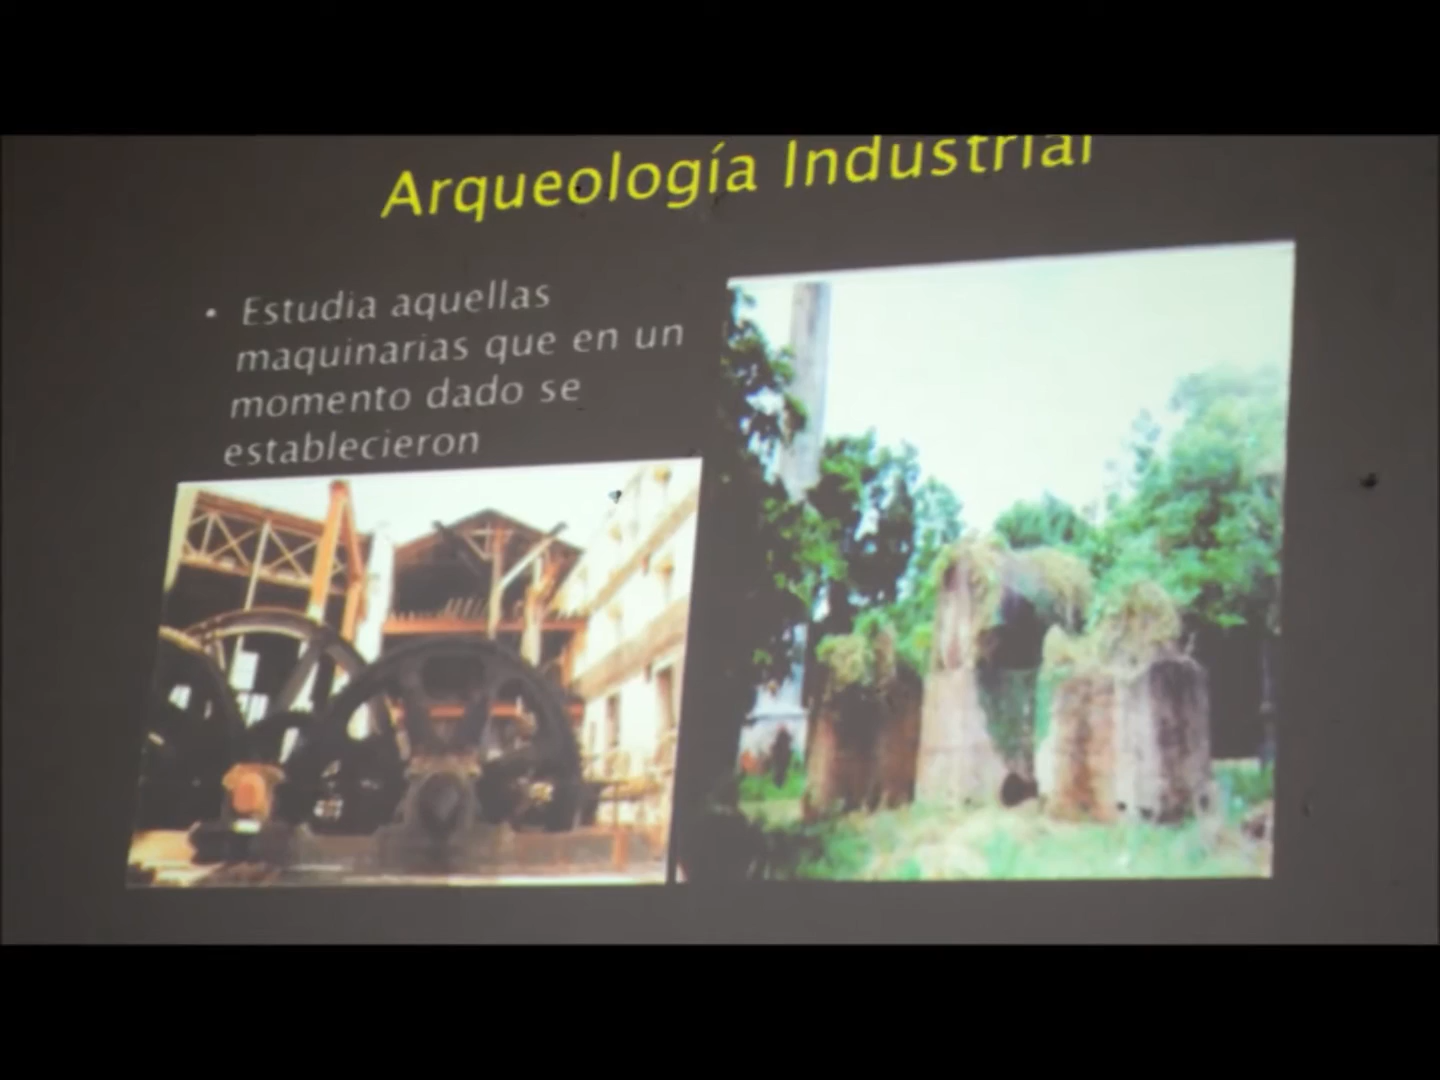 Arqueología Industrial
• Estudia aquellas
maquinarias que en un
momento dado se
establecieron